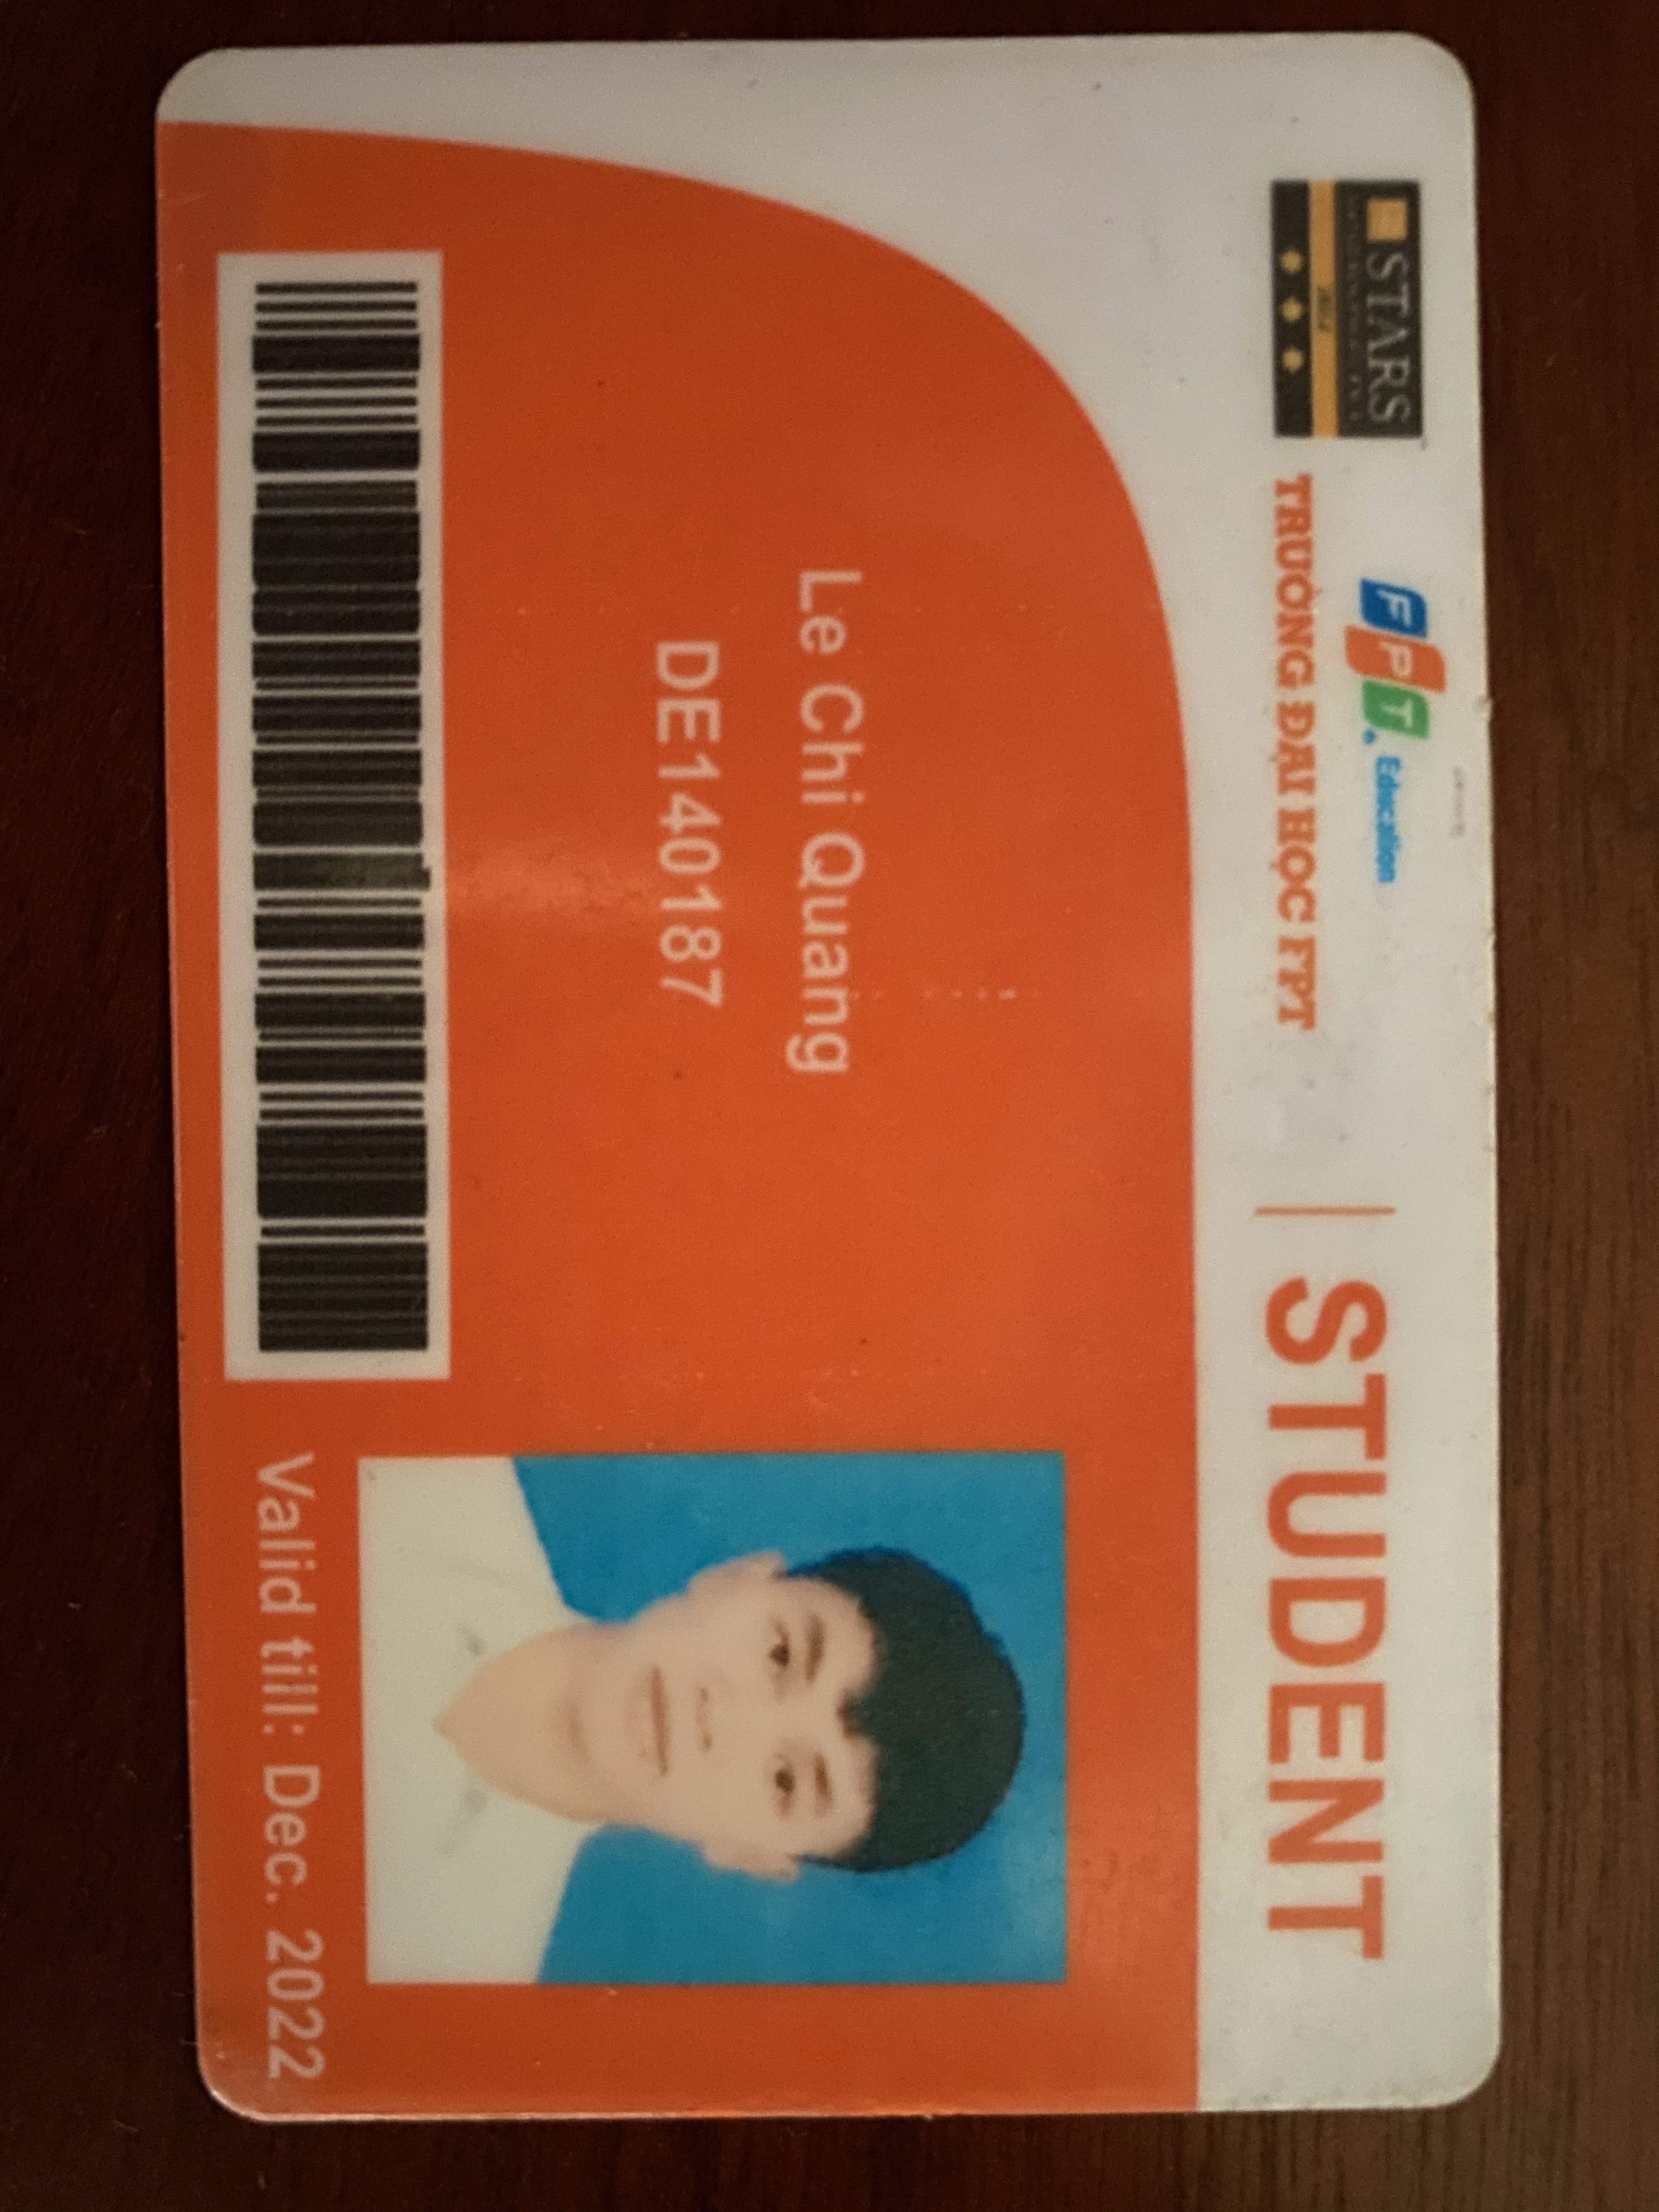 STARS
FPT. Education
TRƯỜNG ĐẠI HỌC FPT
STUDENT
Le Chi Quang
DE140187
Valid till: Dec. 2022